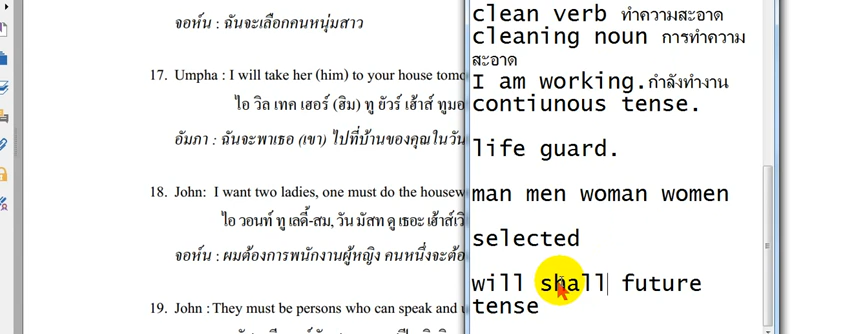 จอห์น : ฉันจะเลือกคนหนุ่มสาว
17. Umpha : I will take her (him) to your house
ไอ วิล เทค เฮอร์ (ฮิม) ทู ยัวร์ เฮ้าส์
อัมภา : ฉันจะพาเธอ (เขา) ไปที่บ้านของคุณในวัน
18. John: I want two ladies, one must do the
ไอ วอนท์ ทู เลดี้-สม, วัน มัสท ดู เธอะ
จอห์น : ผมต้องการพนักงานผู้หญิง คนหนึ่งจะต้อง
19. John : They must be persons who can speak and
clean verb ทำความสะอาด
cleaning noun การทำความ
สะอาด
I am working.กำลังทำงาน
contiunous tense.
life guard.
man men woman women
selected
will shall future
tense